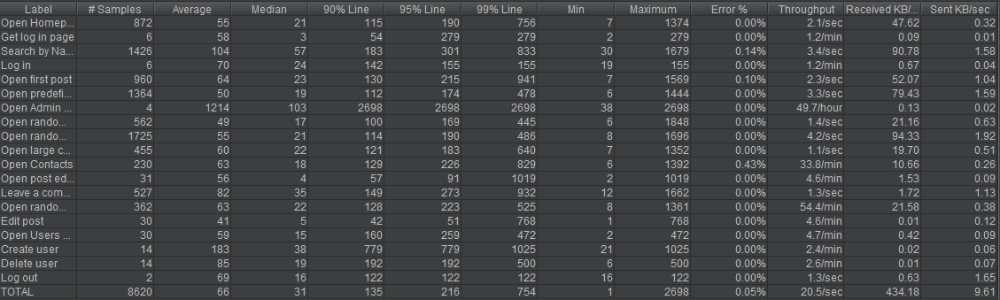 Label # Samples Average Median 90% Line 95% Line 99% Line Min Maximum Error % Throughput Received KB/... Sent KB/sec
Open Homep... 872 55 21 115 190 756 7 1374 0.00% 2.1/sec 47.62 0.32
Get log in page 6 58 3 54 279 279 2 279 0.00% 1.2/min 0.09 0.01
Search by Na... 1426 104 57 183 301 833 30 1679 0.14% 3.4/sec 90.78 1.58
Log in 6 70 24 142 155 155 19 155 0.00% 1.2/min 0.67 0.04
Open first post 960 64 23 130 215 941 7 1569 0.10% 2.3/sec 52.07 1.04
Open predefi... 1364 50 19 112 174 478 6 1444 0.00% 3.3/sec 79.43 1.59
Open Admin ... 4 1214 103 2698 2698 2698 38 2698 0.00% 49.7/hour 0.13 0.02
Open rando... 562 49 17 100 169 445 6 1848 0.00% 1.4/sec 21.16 0.63
Open rando... 1725 55 21 114 190 486 8 1696 0.00% 4.2/sec 94.33 1.92
Open large c... 455 60 22 121 183 640 7 1352 0.00% 1.1/sec 19.70 0.51
Open Contacts 230 63 18 129 226 829 6 1392 0.43% 33.8/min 10.66 0.26
Open post ed... 31 56 4 57 91 1019 2 1019 0.00% 4.6/min 1.53 0.09
Leave a com... 527 82 35 149 273 932 12 1662 0.00% 1.3/sec 1.72 1.13
Open rando... 362 63 22 128 223 525 8 1361 0.00% 54.4/min 21.58 0.38
Edit post 30 41 5 42 51 768 1 768 0.00% 4.6/min 0.01 0.12
Open Users ... 30 59 15 160 259 472 2 472 0.00% 4.7/min 0.42 0.09
Create user 14 183 38 779 779 1025 21 1025 0.00% 2.4/min 0.02 0.06
Delete user 14 85 19 192 192 500 6 500 0.00% 2.6/min 0.01 0.07
Log out 2 69 16 122 122 122 16 122 0.00% 1.3/sec 0.63 1.65
TOTAL 8620 66 31 135 216 754 1 2698 0.05% 20.5/sec 434.18 9.61